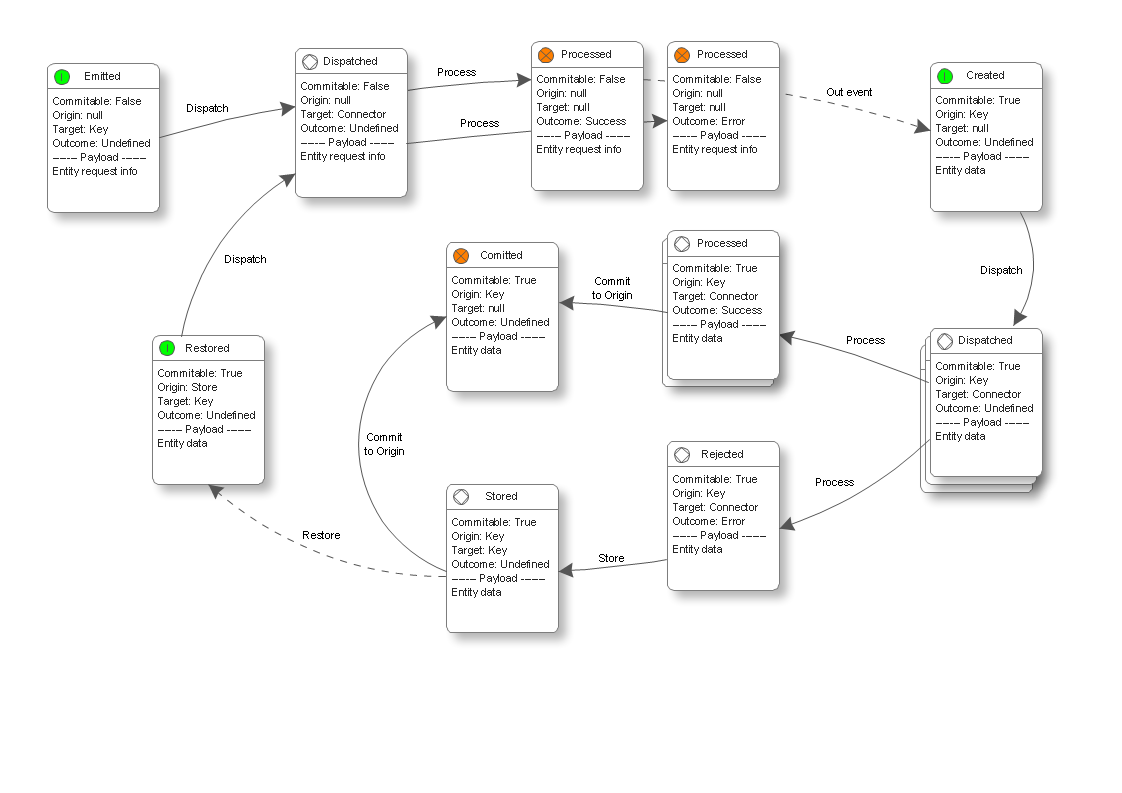 Emitted
Commitable: False
Origin: null
Target: Key
Outcome: Undefined
------ Payload ------
Entity request info
Dispatch
Dispatched
Commitable: False
Origin: null
Target: Connector
Outcome: Undefined
------ Payload ------
Entity request info
Process
Process
Processed
Commitable: False
Origin: null
Target: null
Outcome: Success
------ Payload ------
Entity request info
Processed
Commitable: False
Origin: null
Target: null
Outcome: Error
------ Payload ------
Entity request info
Out event
Created
Commitable: True
Origin: Key
Target: null
Outcome: Undefined
------ Payload ------
Entity data
Dispatch
Dispatch
Comitted
Commitable: True
Origin: Key
Target: null
Outcome: Undefined
------ Payload ------
Entity data
Commit
to Origin
Processed
Commitable: True
Origin: Key
Target: Connector
Outcome: Success
------ Payload ------
Entity data
Process
Dispatched
Commitable: True
Origin: Key
Target: Connector
Outcome: Undefined
------ Payload ------
Entity data
Restored
Commitable: True
Origin: Store
Target: Key
Outcome: Undefined
------ Payload ------
Entity data
Commit
to Origin
Rejected
Commitable: True
Origin: Key
Target: Connector
Outcome: Error
------ Payload ------
Entity data
Process
Stored
Commitable: True
Origin: Key
Target: Key
Outcome: Undefined
------ Payload ------
Entity data
Restore
Store